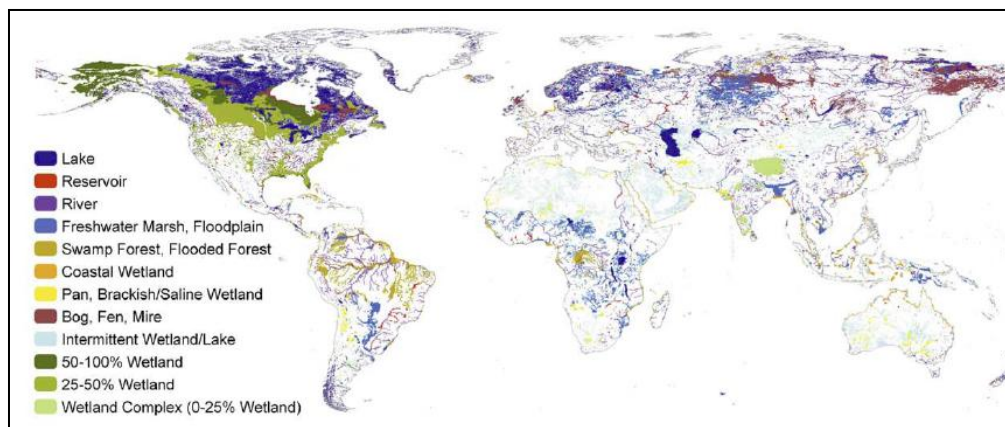 Lake
Reservoir
River
Freshwater Marsh, Floodplain
Swamp Forest, Flooded Forest
Coastal Wetland
Pan, Brackish/Saline Wetland
Bog, Fen, Mire
Intermittent Wetland/Lake
50-100% Wetland
25-50% Wetland
Wetland Complex (0-25% Wetland)